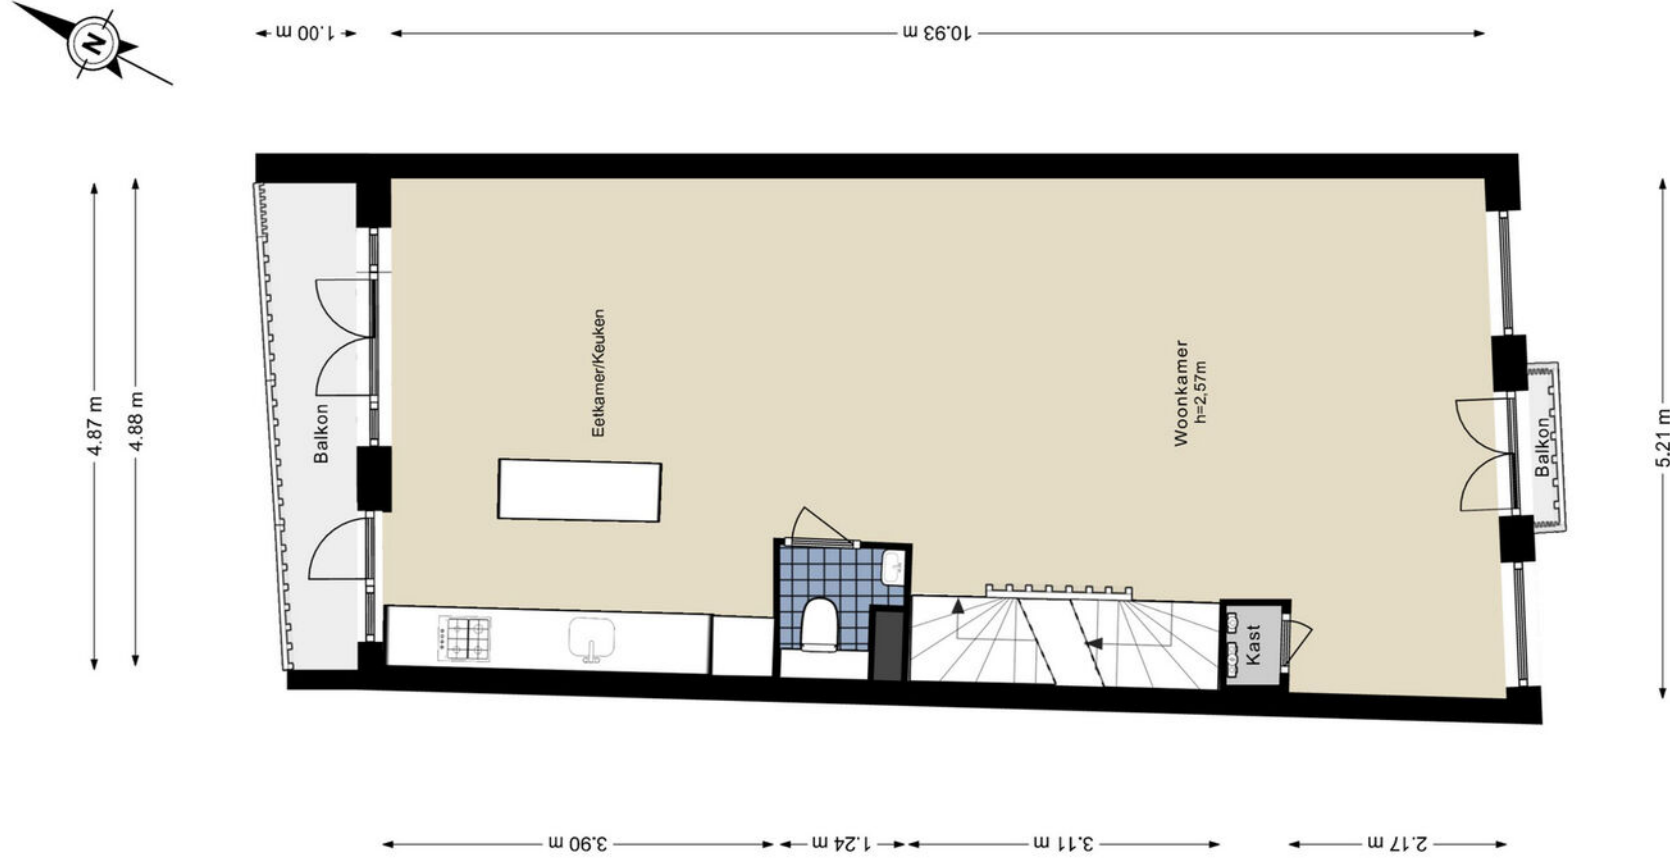 N
1.00 m
10.93 m
4.87 m
4.88 m
Balkon
Eetkamer/Keuken
Woonkamer
h=2,57m
Balkon
5.21 m
Kast
3.90 m
1.24 m
3.11 m
2.17 m